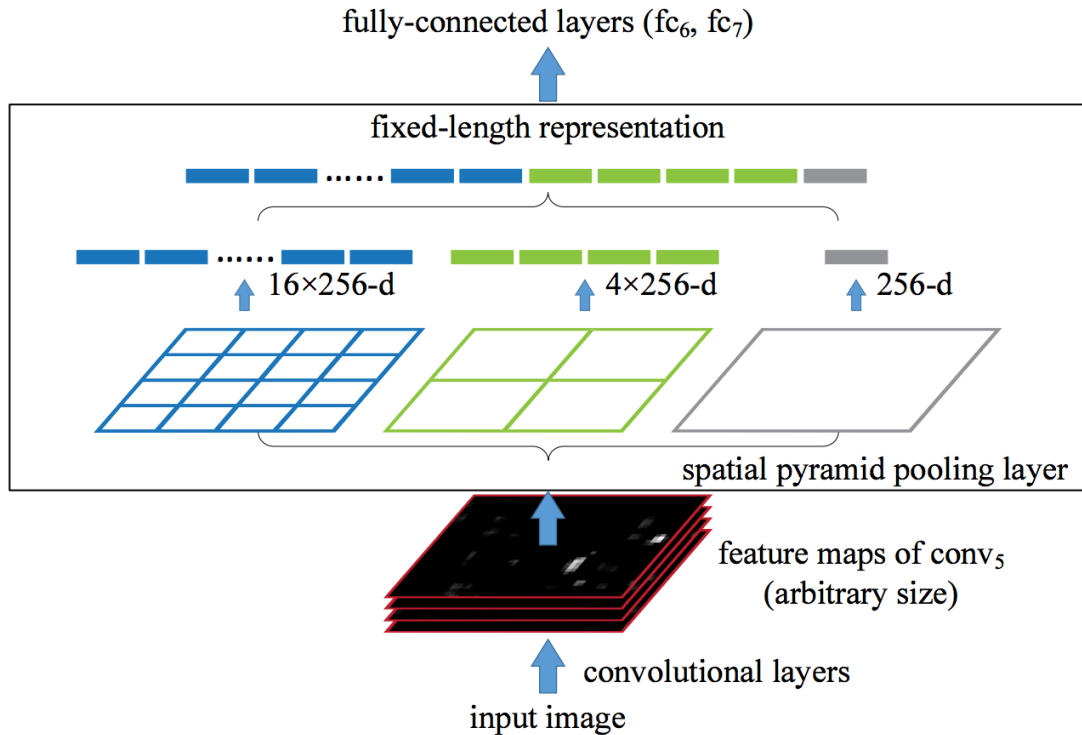 fully-connected layers (fc₆, fc₇)
fixed-length representation
......
......
16×256-d
4×256-d
256-d
spatial pyramid pooling layer
feature maps of conv₅
(arbitrary size)
convolutional layers
input image